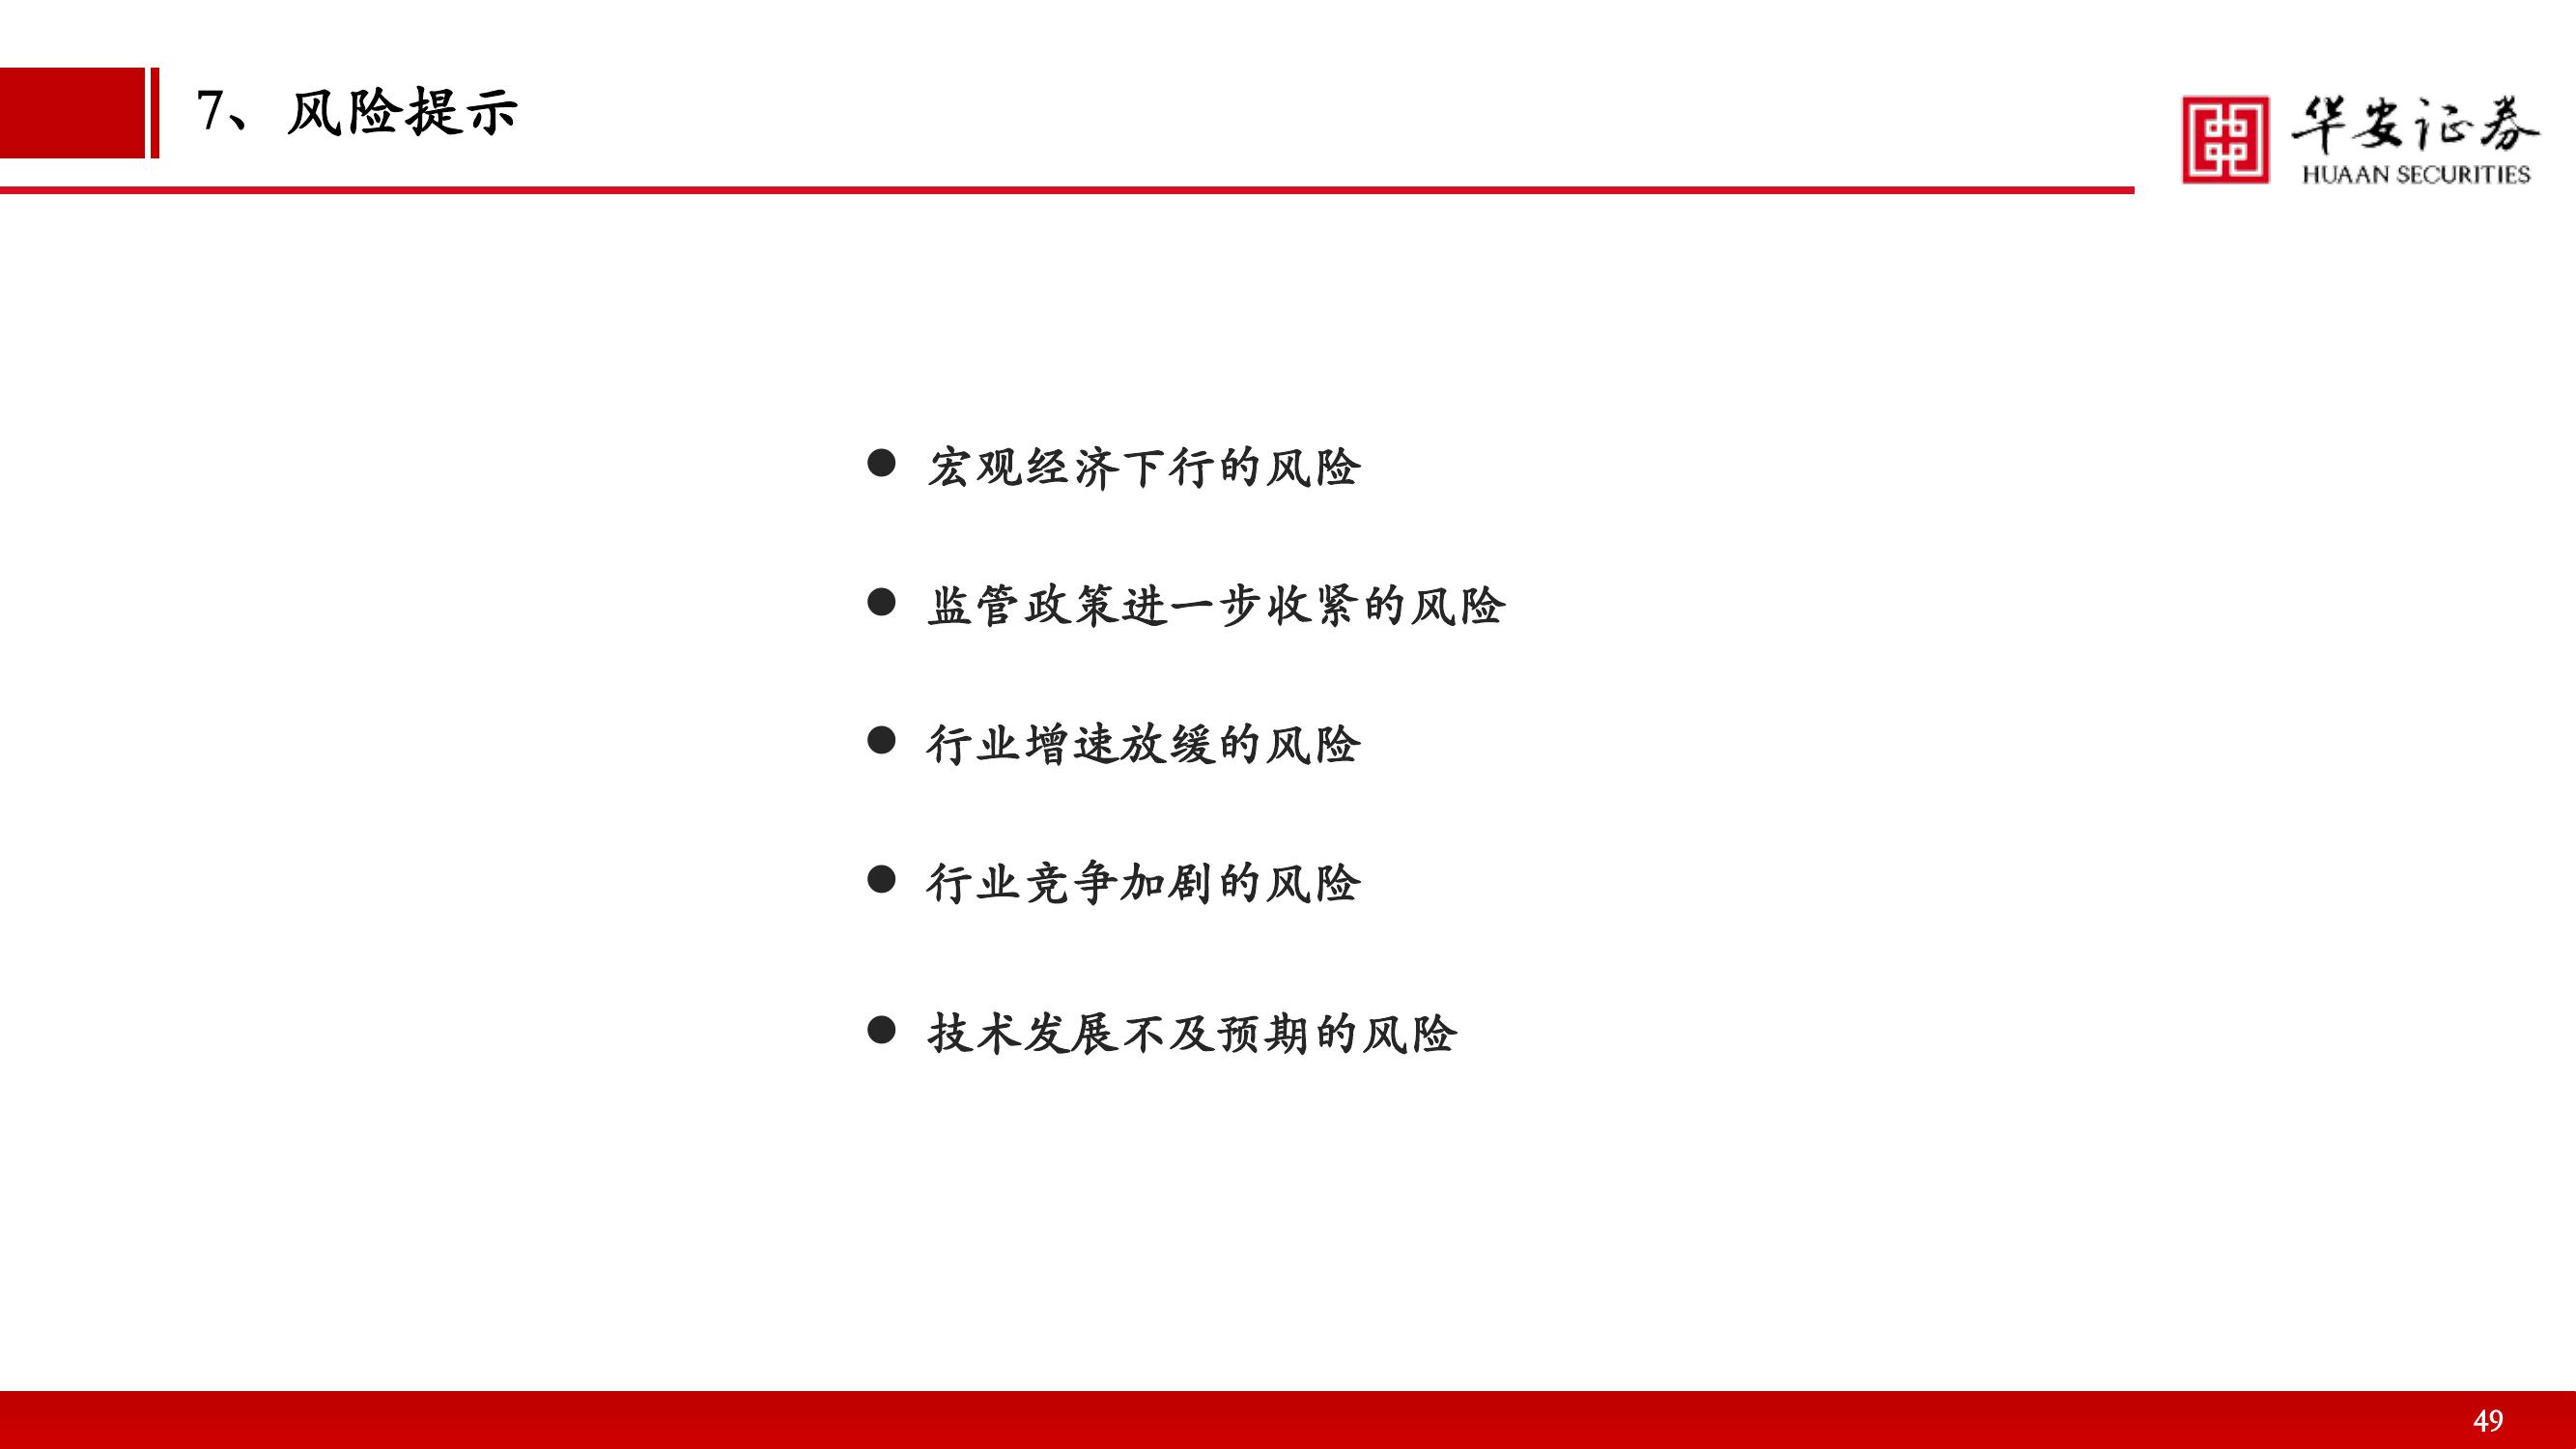 7、风险提示
华安证券
HUAAN SECURITIES
● 宏观经济下行的风险
● 监管政策进一步收紧的风险
● 行业增速放缓的风险
● 行业竞争加剧的风险
● 技术发展不及预期的风险
49